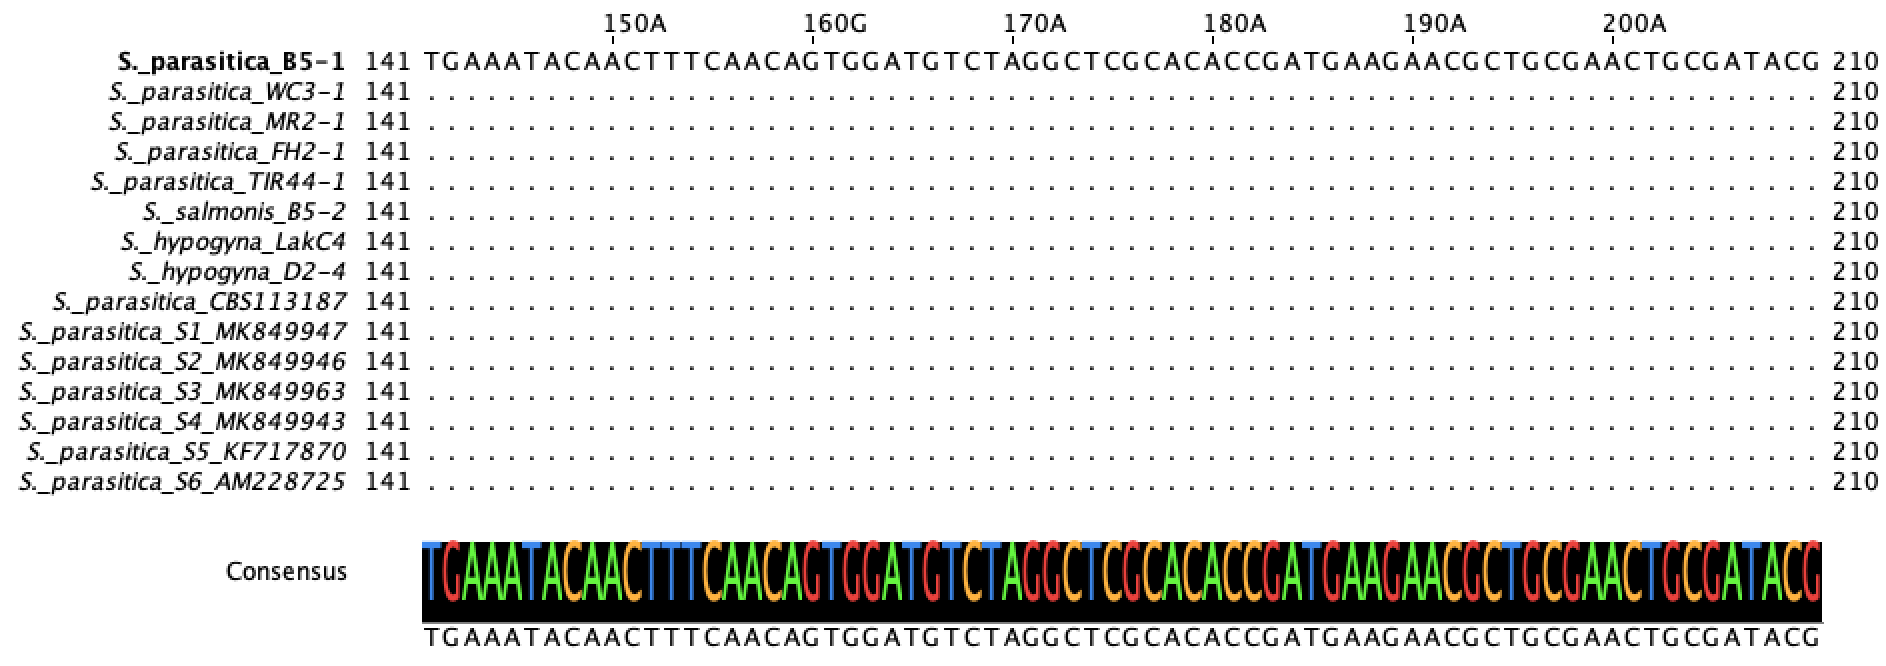 150A 160G 170A 180A 190A 200A
S._parasitica_B5-1 141 TGAAATACAACTTTCAACAGTGGATGTCTAGGCTCGCACACCGATGAAGAACGCTGCGAACTGCGATACG 210
S._parasitica_WC3-1 141 ...................................................................... 210
S._parasitica_MR2-1 141 ...................................................................... 210
S._parasitica_FH2-1 141 ...................................................................... 210
S._parasitica_TIR44-1 141 ...................................................................... 210
S._salmonis_B5-2 141 ...................................................................... 210
S._hypogyna_LakC4 141 ...................................................................... 210
S._hypogyna_D2-4 141 ...................................................................... 210
S._parasitica_CBS113187 141 ...................................................................... 210
S._parasitica_S1_MK849947 141 ...................................................................... 210
S._parasitica_S2_MK849946 141 ...................................................................... 210
S._parasitica_S3_MK849963 141 ...................................................................... 210
S._parasitica_S4_MK849943 141 ...................................................................... 210
S._parasitica_S5_KF717870 141 ...................................................................... 210
S._parasitica_S6_AM228725 141 ...................................................................... 210
Consensus TGAAATACAACTTTCAACAGTGGATGTCTAGGCTCGCACACCGATGAAGAACGCTGCGAACTGCGATACG
TGAAATACAACTTTCAACAGTGGATGTCTAGGCTCGCACACCGATGAAGAACGCTGCGAACTGCGATACG